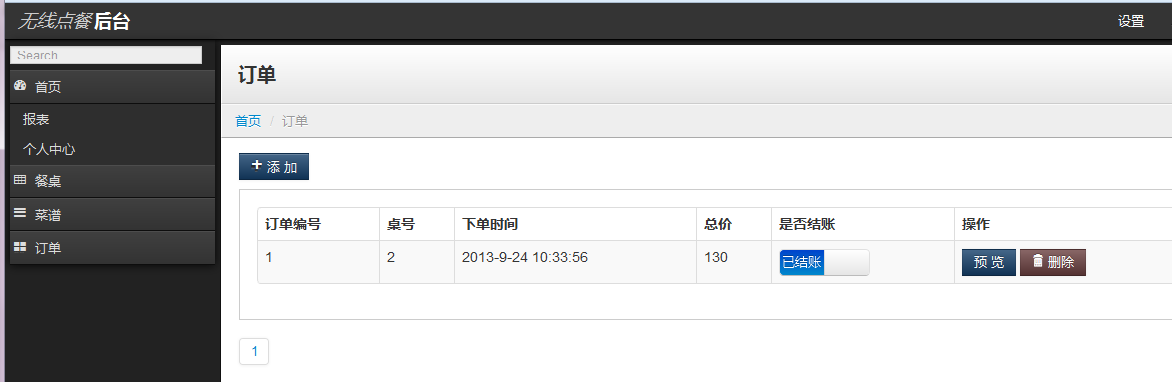 无线点餐后台
设置
Search
首页
报表
个人中心
餐桌
菜谱
订单
订单
首页 / 订单
添 加
订单编号 桌号 下单时间 总价 是否结账 操作
1 2 2013-9-24 10:33:56 130 已结账 预 览 删除
1